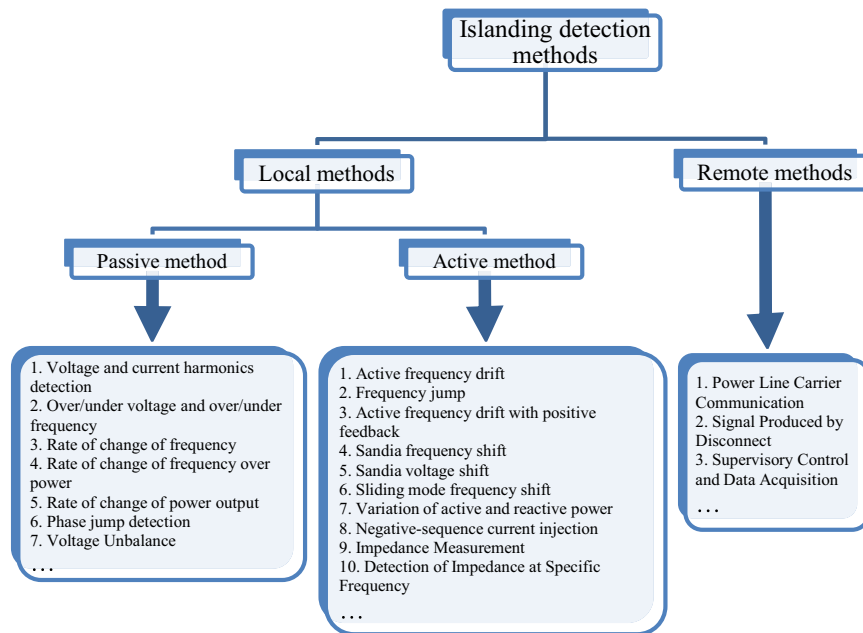 Islanding detection
methods
Local methods
Remote methods
Passive method
Active method
1. Voltage and current harmonics
detection
2. Over/under voltage and over/under
frequency
3. Rate of change of frequency
4. Rate of change of frequency over
power
5. Rate of change of power output
6. Phase jump detection
7. Voltage Unbalance
…
1. Active frequency drift
2. Frequency jump
3. Active frequency drift with positive
feedback
4. Sandia frequency shift
5. Sandia voltage shift
6. Sliding mode frequency shift
7. Variation of active and reactive power
8. Negative-sequence current injection
9. Impedance Measurement
10. Detection of Impedance at Specific
Frequency
…
1. Power Line Carrier
Communication
2. Signal Produced by
Disconnect
3. Supervisory Control
and Data Acquisition
…